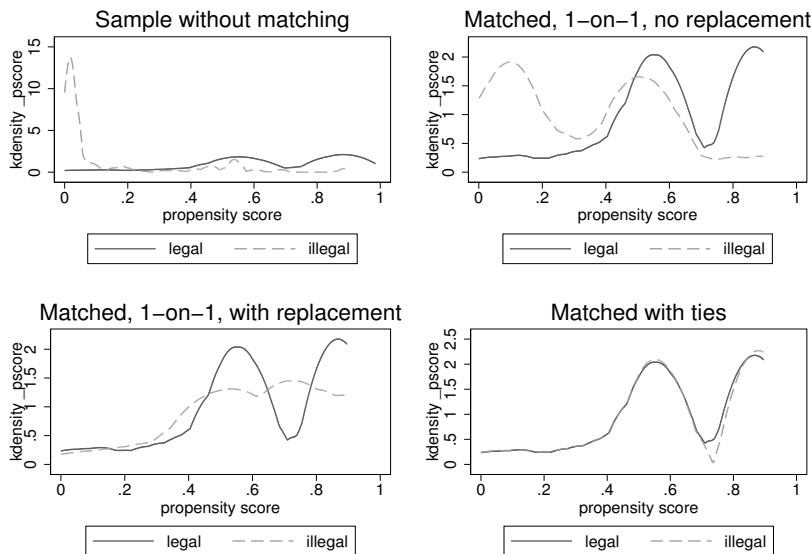 Sample without matching
kdensity _pscore
0 5 10 15
0 .2 .4 .6 .8 1
propensity score
legal illegal
Matched, 1−on−1, no replacement
kdensity _pscore
0 .5 1 1.5 2
0 .2 .4 .6 .8 1
propensity score
legal illegal
Matched, 1−on−1, with replacement
kdensity _pscore
0 .5 1 1.5 2
0 .2 .4 .6 .8 1
propensity score
legal illegal
Matched with ties
kdensity _pscore
0 .5 1 1.5 2 2.5
0 .2 .4 .6 .8 1
propensity score
legal illegal